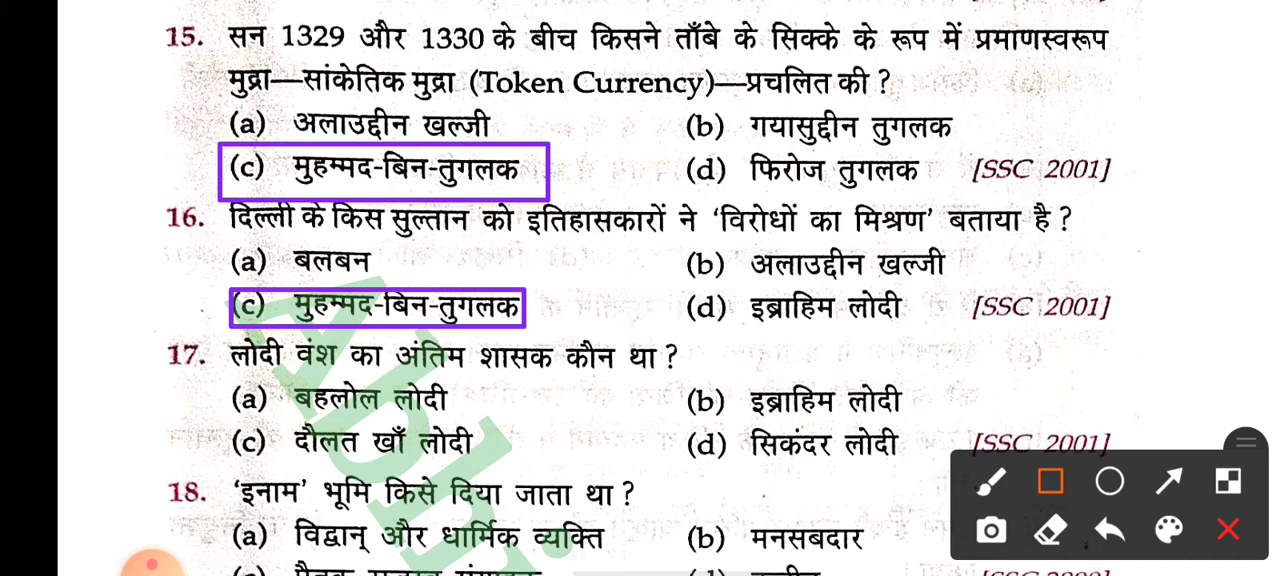 15. सन 1329 और 1330 के बीच किसने ताँबे के सिक्के के रूप में प्रमाणस्वरूप
मुद्रा—सांकेतिक मुद्रा (Token Currency)—प्रचलित की ?
(a) अलाउद्दीन खल्जी (b) गयासुद्दीन तुगलक
(c) मुहम्मद-बिन-तुगलक (d) फिरोज तुगलक [SSC 2001]
16. दिल्ली के किस सुल्तान को इतिहासकारों ने ‘विरोधों का मिश्रण’ बताया है ?
(a) बलबन (b) अलाउद्दीन खल्जी
(c) मुहम्मद-बिन-तुगलक (d) इब्राहिम लोदी [SSC 2001]
17. लोदी वंश का अंतिम शासक कौन था ?
(a) बहलोल लोदी (b) इब्राहिम लोदी
(c) दौलत खाँ लोदी (d) सिकंदर लोदी [SSC 2001]
18. ‘इनाम’ भूमि किसे दिया जाता था ?
(a) विद्वान् और धार्मिक व्यक्ति (b) मनसबदार